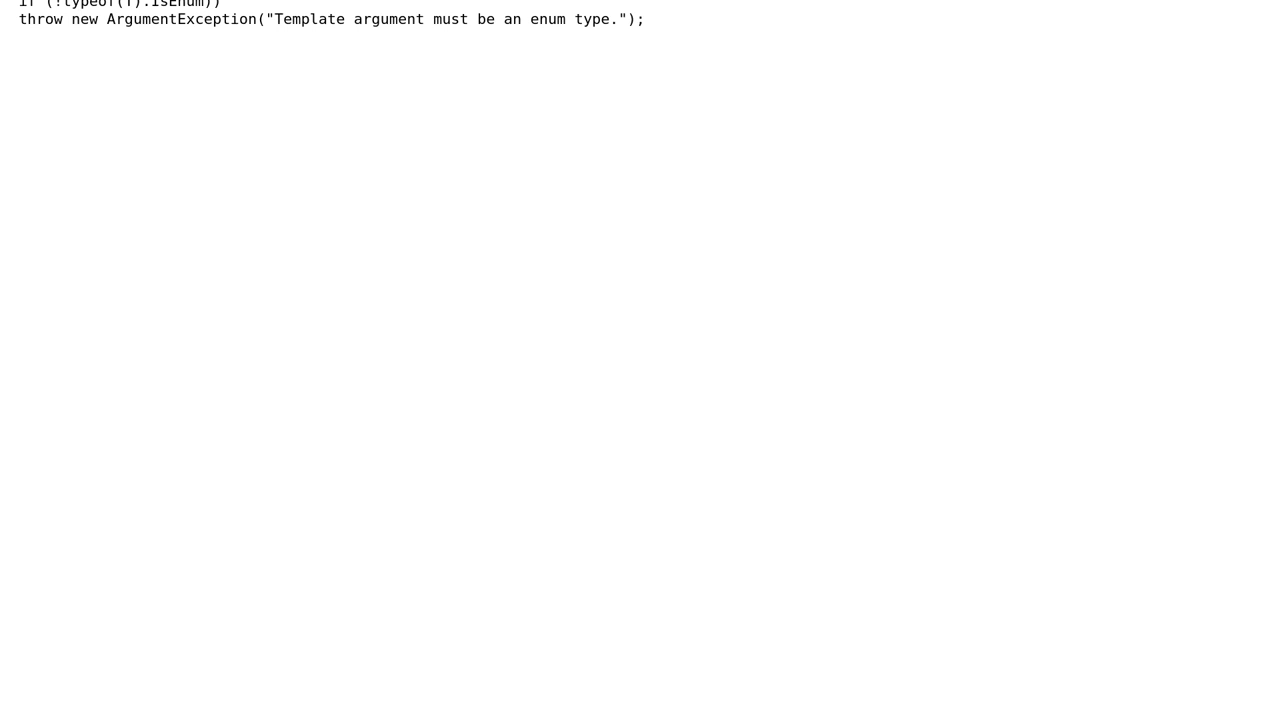 if (!typeof(T).IsEnum))
throw new ArgumentException("Template argument must be an enum type.");